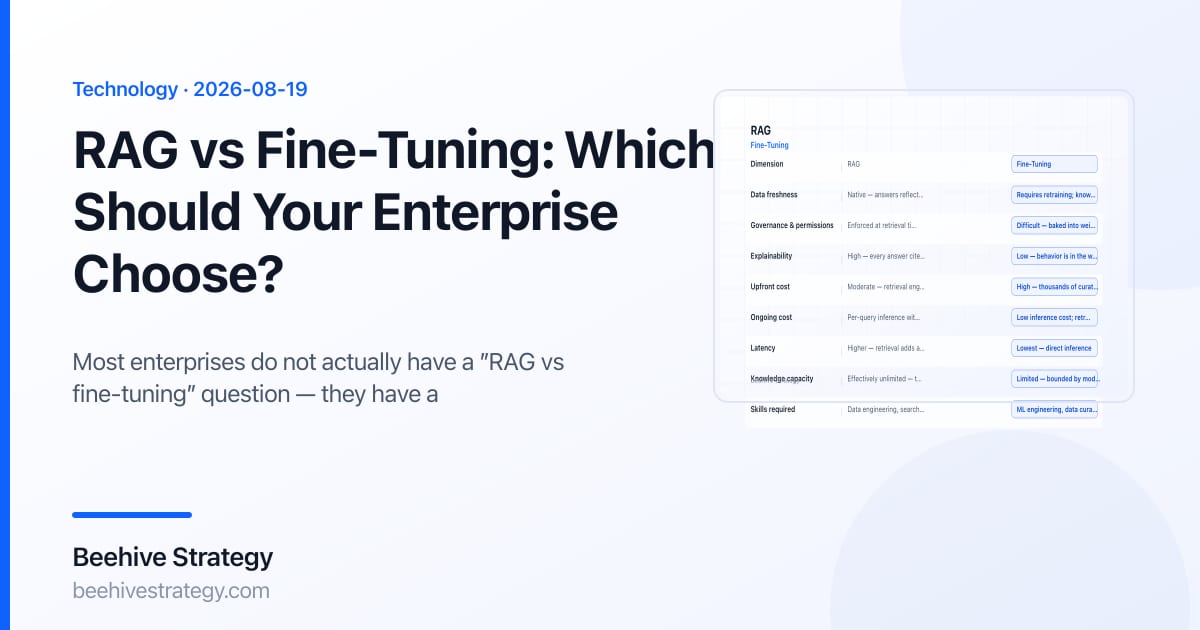 Technology · 2026-08-19
RAG vs Fine-Tuning: Which
Should Your Enterprise
Choose?
Most enterprises do not actually have a "RAG vs
fine-tuning" question — they have a
Beehive Strategy
beehivestrategy.com
RAG
Fine-Tuning
Dimension RAG Fine-Tuning
Data freshness Native — answers reflect... Requires retraining; know...
Governance & permissions Enforced at retrieval ti... Difficult — baked into wei...
Explainability High — every answer cite... Low — behavior is in the w...
Upfront cost Moderate — retrieval eng... High — thousands of curat...
Ongoing cost Per-query inference wit... Low inference cost; retr...
Latency Higher — retrieval adds a... Lowest — direct inference
Knowledge capacity Effectively unlimited — t... Limited — bounded by mod...
Skills required Data engineering, search... ML engineering, data cura...